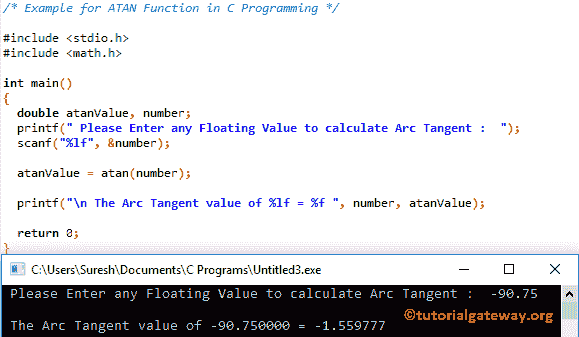 /* Example for ATAN Function in C Programming */
#include <stdio.h>
#include <math.h>
int main()
{
double atanValue, number;
printf(" Please Enter any Floating Value to calculate Arc Tangent :  ");
scanf("%lf", &number);
atanValue = atan(number);
printf("\n The Arc Tangent value of %lf = %f ", number, atanValue);
return 0;
}
C:\Users\Suresh\Documents\C Programs\Untitled3.exe
Please Enter any Floating Value to calculate Arc Tangent :  -90.75
©tutorialgateway.org
The Arc Tangent value of -90.750000 = -1.559777